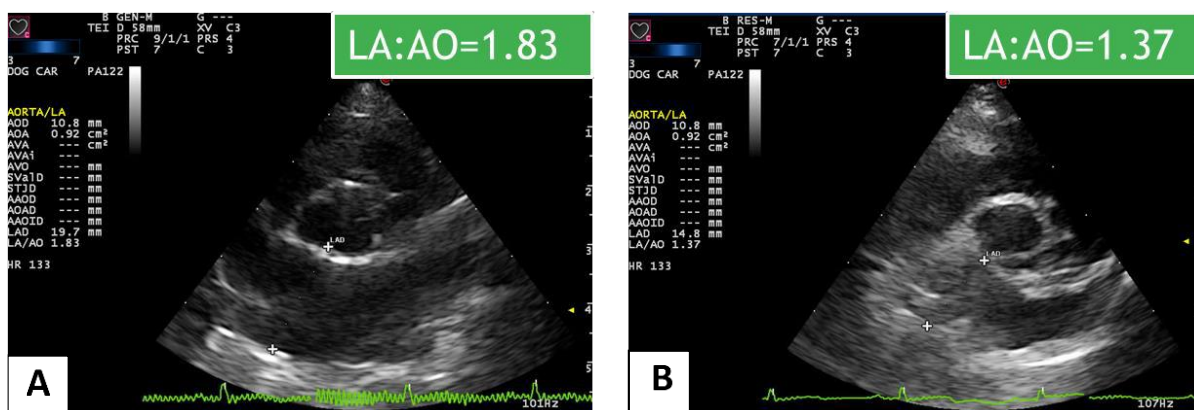 B GEN-M G ---
TEI D 58mm XV C3
PRC 9/1/1 PRS 4
PST 7 C 3
LA:AO=1.83
3 7
DOG CAR PA122
AORTA/LA
AOD 10.8 mm
AOA 0.92 cm²
AVA --- cm²
AVAi ---
AVO --- mm
SValD --- mm
STJD --- mm
AAOD --- mm
AOAD --- mm
AAOID --- mm
LAD 19.7 mm
LA/AO 1.83
HR 133
LAD
1
2
3
4
5
A
101Hz
B RES-M G ---
TEI D 58mm XV C3
PRC 7/1/1 PRS 4
PST 7 C 3
LA:AO=1.37
3 7
DOG CAR PA122
AORTA/LA
AOD 10.8 mm
AOA 0.92 cm²
AVA --- cm²
AVAi ---
AVO --- mm
SValD --- mm
STJD --- mm
AAOD --- mm
AOAD --- mm
AAOID --- mm
LAD 14.8 mm
LA/AO 1.37
HR 133
LAD
B
107Hz